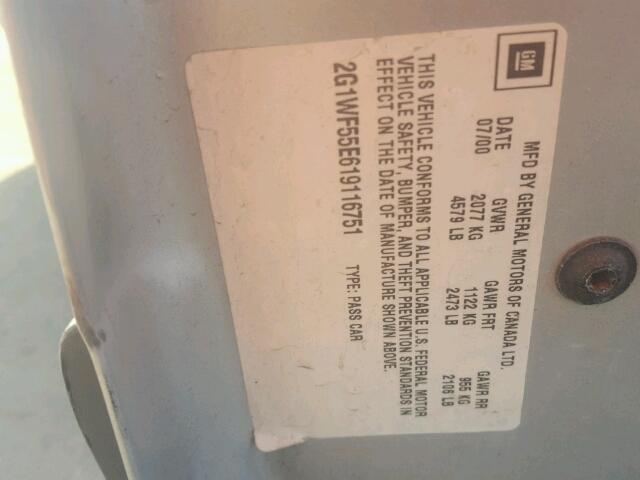 GM
MFD BY GENERAL MOTORS OF CANADA LTD.
DATE GVWR GAWR FRT GAWR RR
07/00 2077 KG 1122 KG 955 KG
4579 LB 2473 LB 2106 LB
THIS VEHICLE CONFORMS TO ALL APPLICABLE U.S. FEDERAL MOTOR
VEHICLE SAFETY, BUMPER, AND THEFT PREVENTION STANDARDS IN
EFFECT ON THE DATE OF MANUFACTURE SHOWN ABOVE.
2G1WF55E619116751 TYPE: PASS CAR